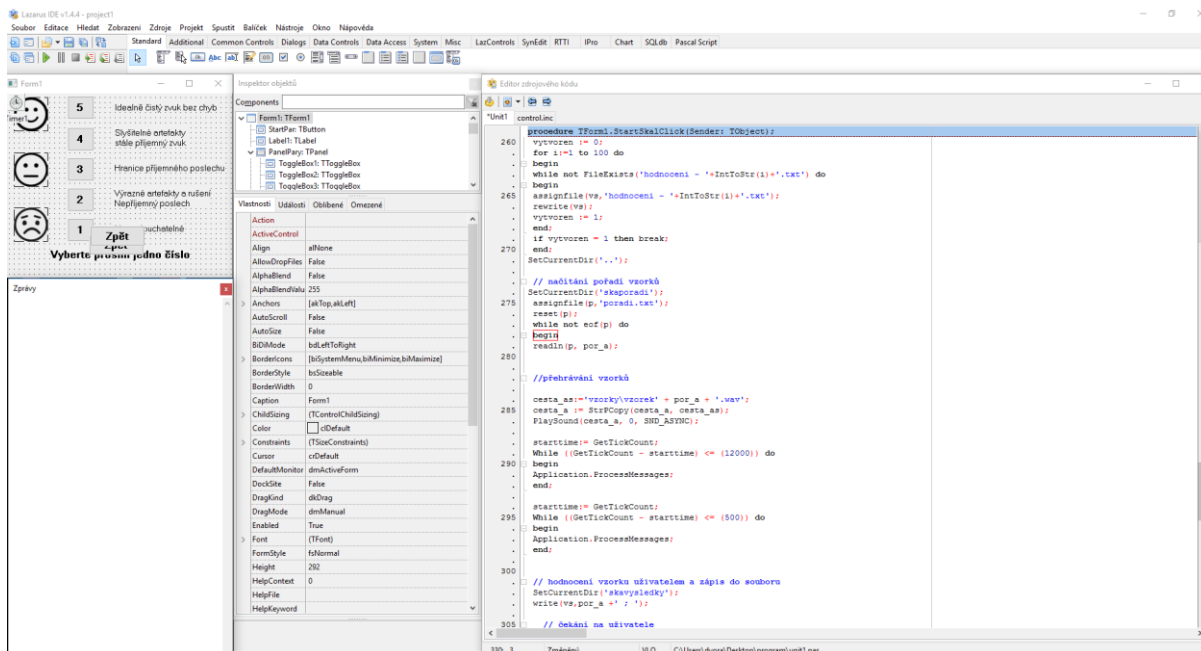 Lazarus IDE v1.4.4 - project1
Soubor Editace Hledat Zobrazení Zdroje Projekt Spustit Balíček Nástroje Okno Nápověda
Standard Additional Common Controls Dialogs Data Controls Data Access System Misc LazControls SynEdit RTTI IPro Chart SQLdb Pascal Script
Form1
5 Ideálně čistý zvuk bez chyb
4 Slyšitelné artefakty
stále příjemný zvuk
3 Hranice příjemného poslechu
2 Výrazné artefakty a rušení
Nepříjemný poslech
1
Zpět
Vyberte prosím jedno číslo
Zprávy
Inspektor objektů
Components
Form1: TForm1
StartPar: TButton
Label1: TLabel
PanelPary: TPanel
ToggleBox1: TToggleBox
ToggleBox2: TToggleBox
ToggleBox3: TToggleBox
Vlastnosti Události Oblíbené Omezené
Action
ActiveControl
Align alNone
AllowDropFiles False
AlphaBlend False
AlphaBlendValu 255
Anchors [akTop,akLeft]
AutoScroll False
AutoSize False
BiDiMode bdLeftToRight
BorderIcons [biSystemMenu,biMinimize,biMaximize]
BorderStyle bsSizeable
BorderWidth 0
Caption Form1
ChildSizing (TControlChildSizing)
Color clDefault
Constraints (TSizeConstraints)
Cursor crDefault
DefaultMonitor dmActiveForm
DockSite False
DragKind dkDrag
DragMode dmManual
Enabled True
Font (TFont)
FormStyle fsNormal
Height 292
HelpContext 0
HelpFile
HelpKeyword
Editor zdrojového kódu
*Unit1 control.inc
procedure TForm1.StartSkalClick(Sender: TObject);
260 vytvoren := 0;
for i:=1 to 100 do
begin
while not FileExists('hodnoceni - '+IntToStr(i)+'.txt') do
begin
265 assignfile(vs,'hodnoceni - '+IntToStr(i)+'.txt');
rewrite(vs);
vytvoren := 1;
end;
if vytvoren = 1 then break;
270 end;
SetCurrentDir('..');
// načítání pořadí vzorků
SetCurrentDir('skaporadi');
275 assignfile(p,'poradi.txt');
reset(p);
while not eof(p) do
begin
readln(p, por_a);
280
//přehrávání vzorků
cesta_as:='vzorky\vzorek' + por_a + '.wav';
285 cesta_a := StrPCopy(cesta_a, cesta_as);
PlaySound(cesta_a, 0, SND_ASYNC);
starttime:= GetTickCount;
While ((GetTickCount - starttime) <= (12000)) do
290 begin
Application.ProcessMessages;
end;
starttime:= GetTickCount;
295 While ((GetTickCount - starttime) <= (500)) do
begin
Application.ProcessMessages;
end;
300
// hodnocení vzorku uživatelem a zápis do souboru
SetCurrentDir('skavysledky');
write(vs,por_a +' ; ');
305 // čekání na uživatele